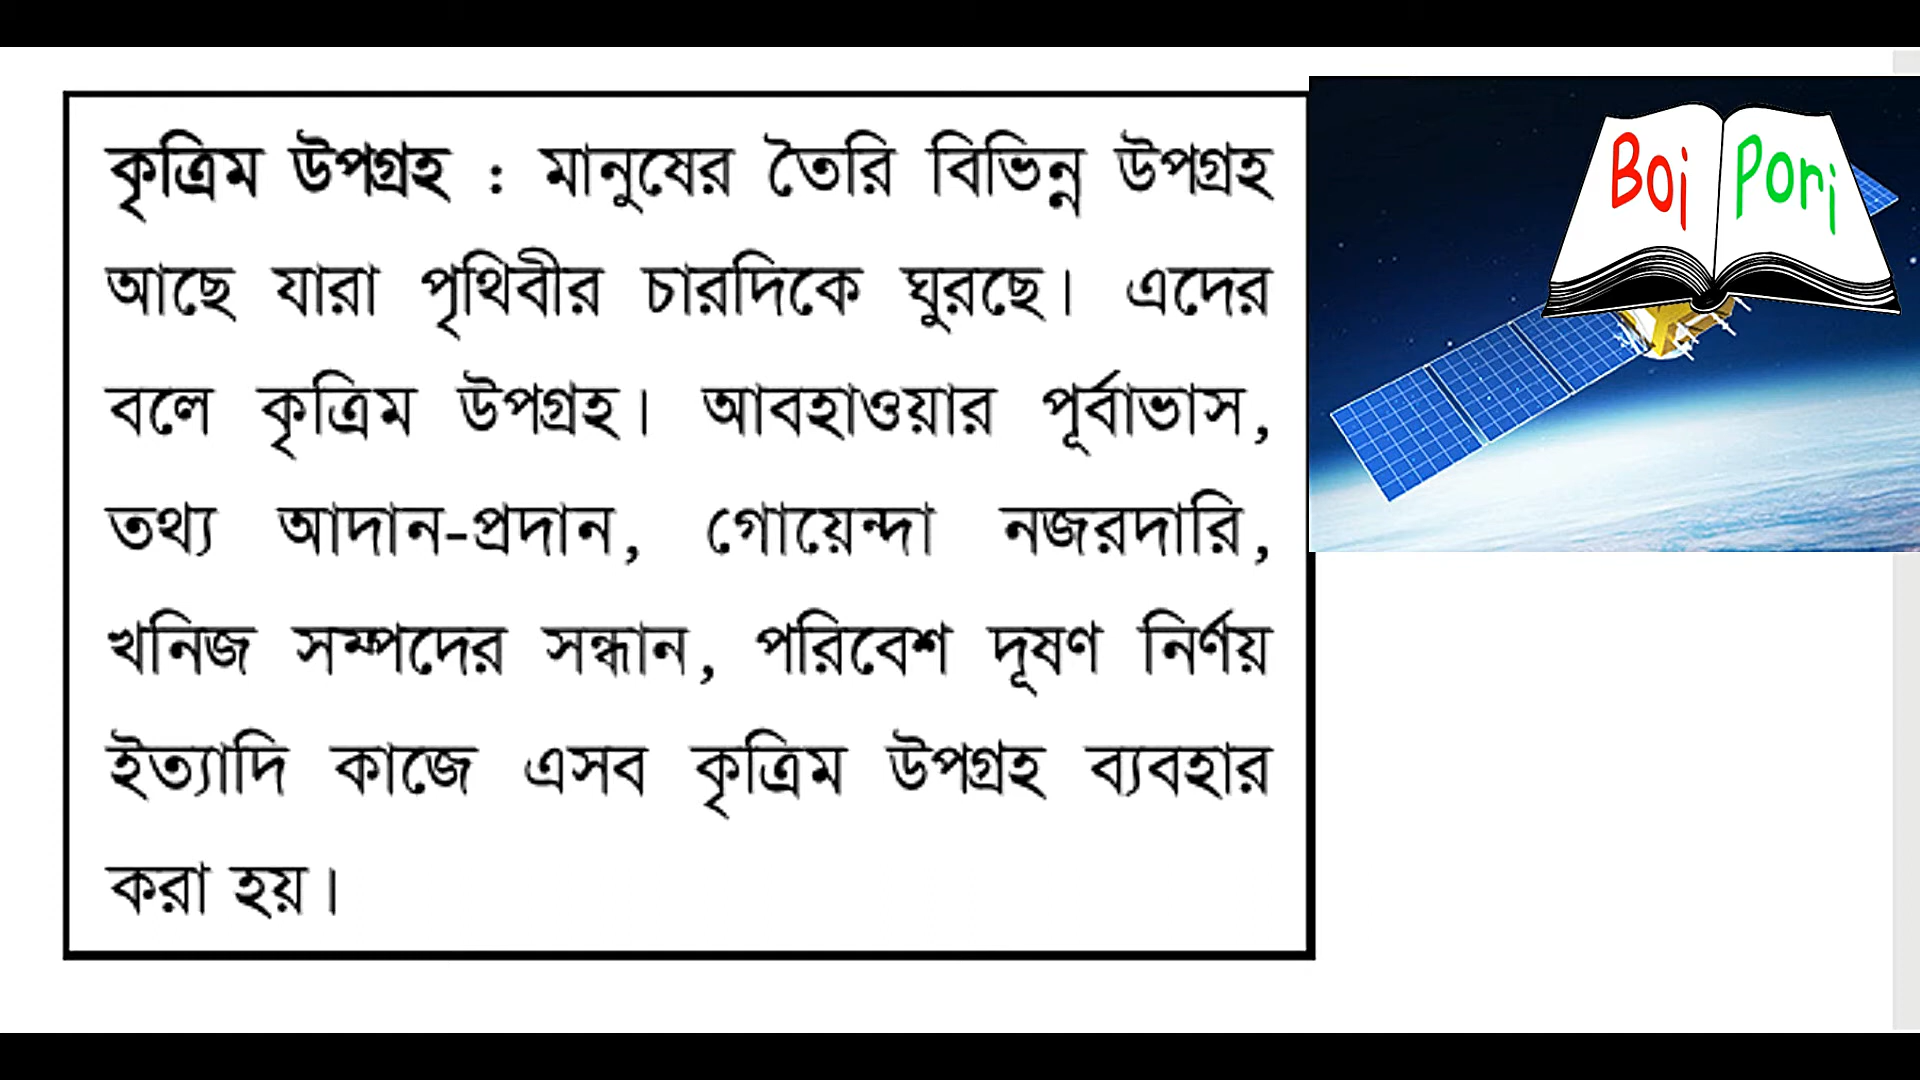 কৃত্রিম উপগ্রহ : মানুষের তৈরি বিভিন্ন উপগ্রহ
আছে যারা পৃথিবীর চারদিকে ঘুরছে। এদের
বলে কৃত্রিম উপগ্রহ। আবহাওয়ার পূর্বাভাস,
তথ্য আদান-প্রদান, গোয়েন্দা নজরদারি,
খনিজ সম্পদের সন্ধান, পরিবেশ দূষণ নির্ণয়
ইত্যাদি কাজে এসব কৃত্রিম উপগ্রহ ব্যবহার
করা হয়।
Boi Pori